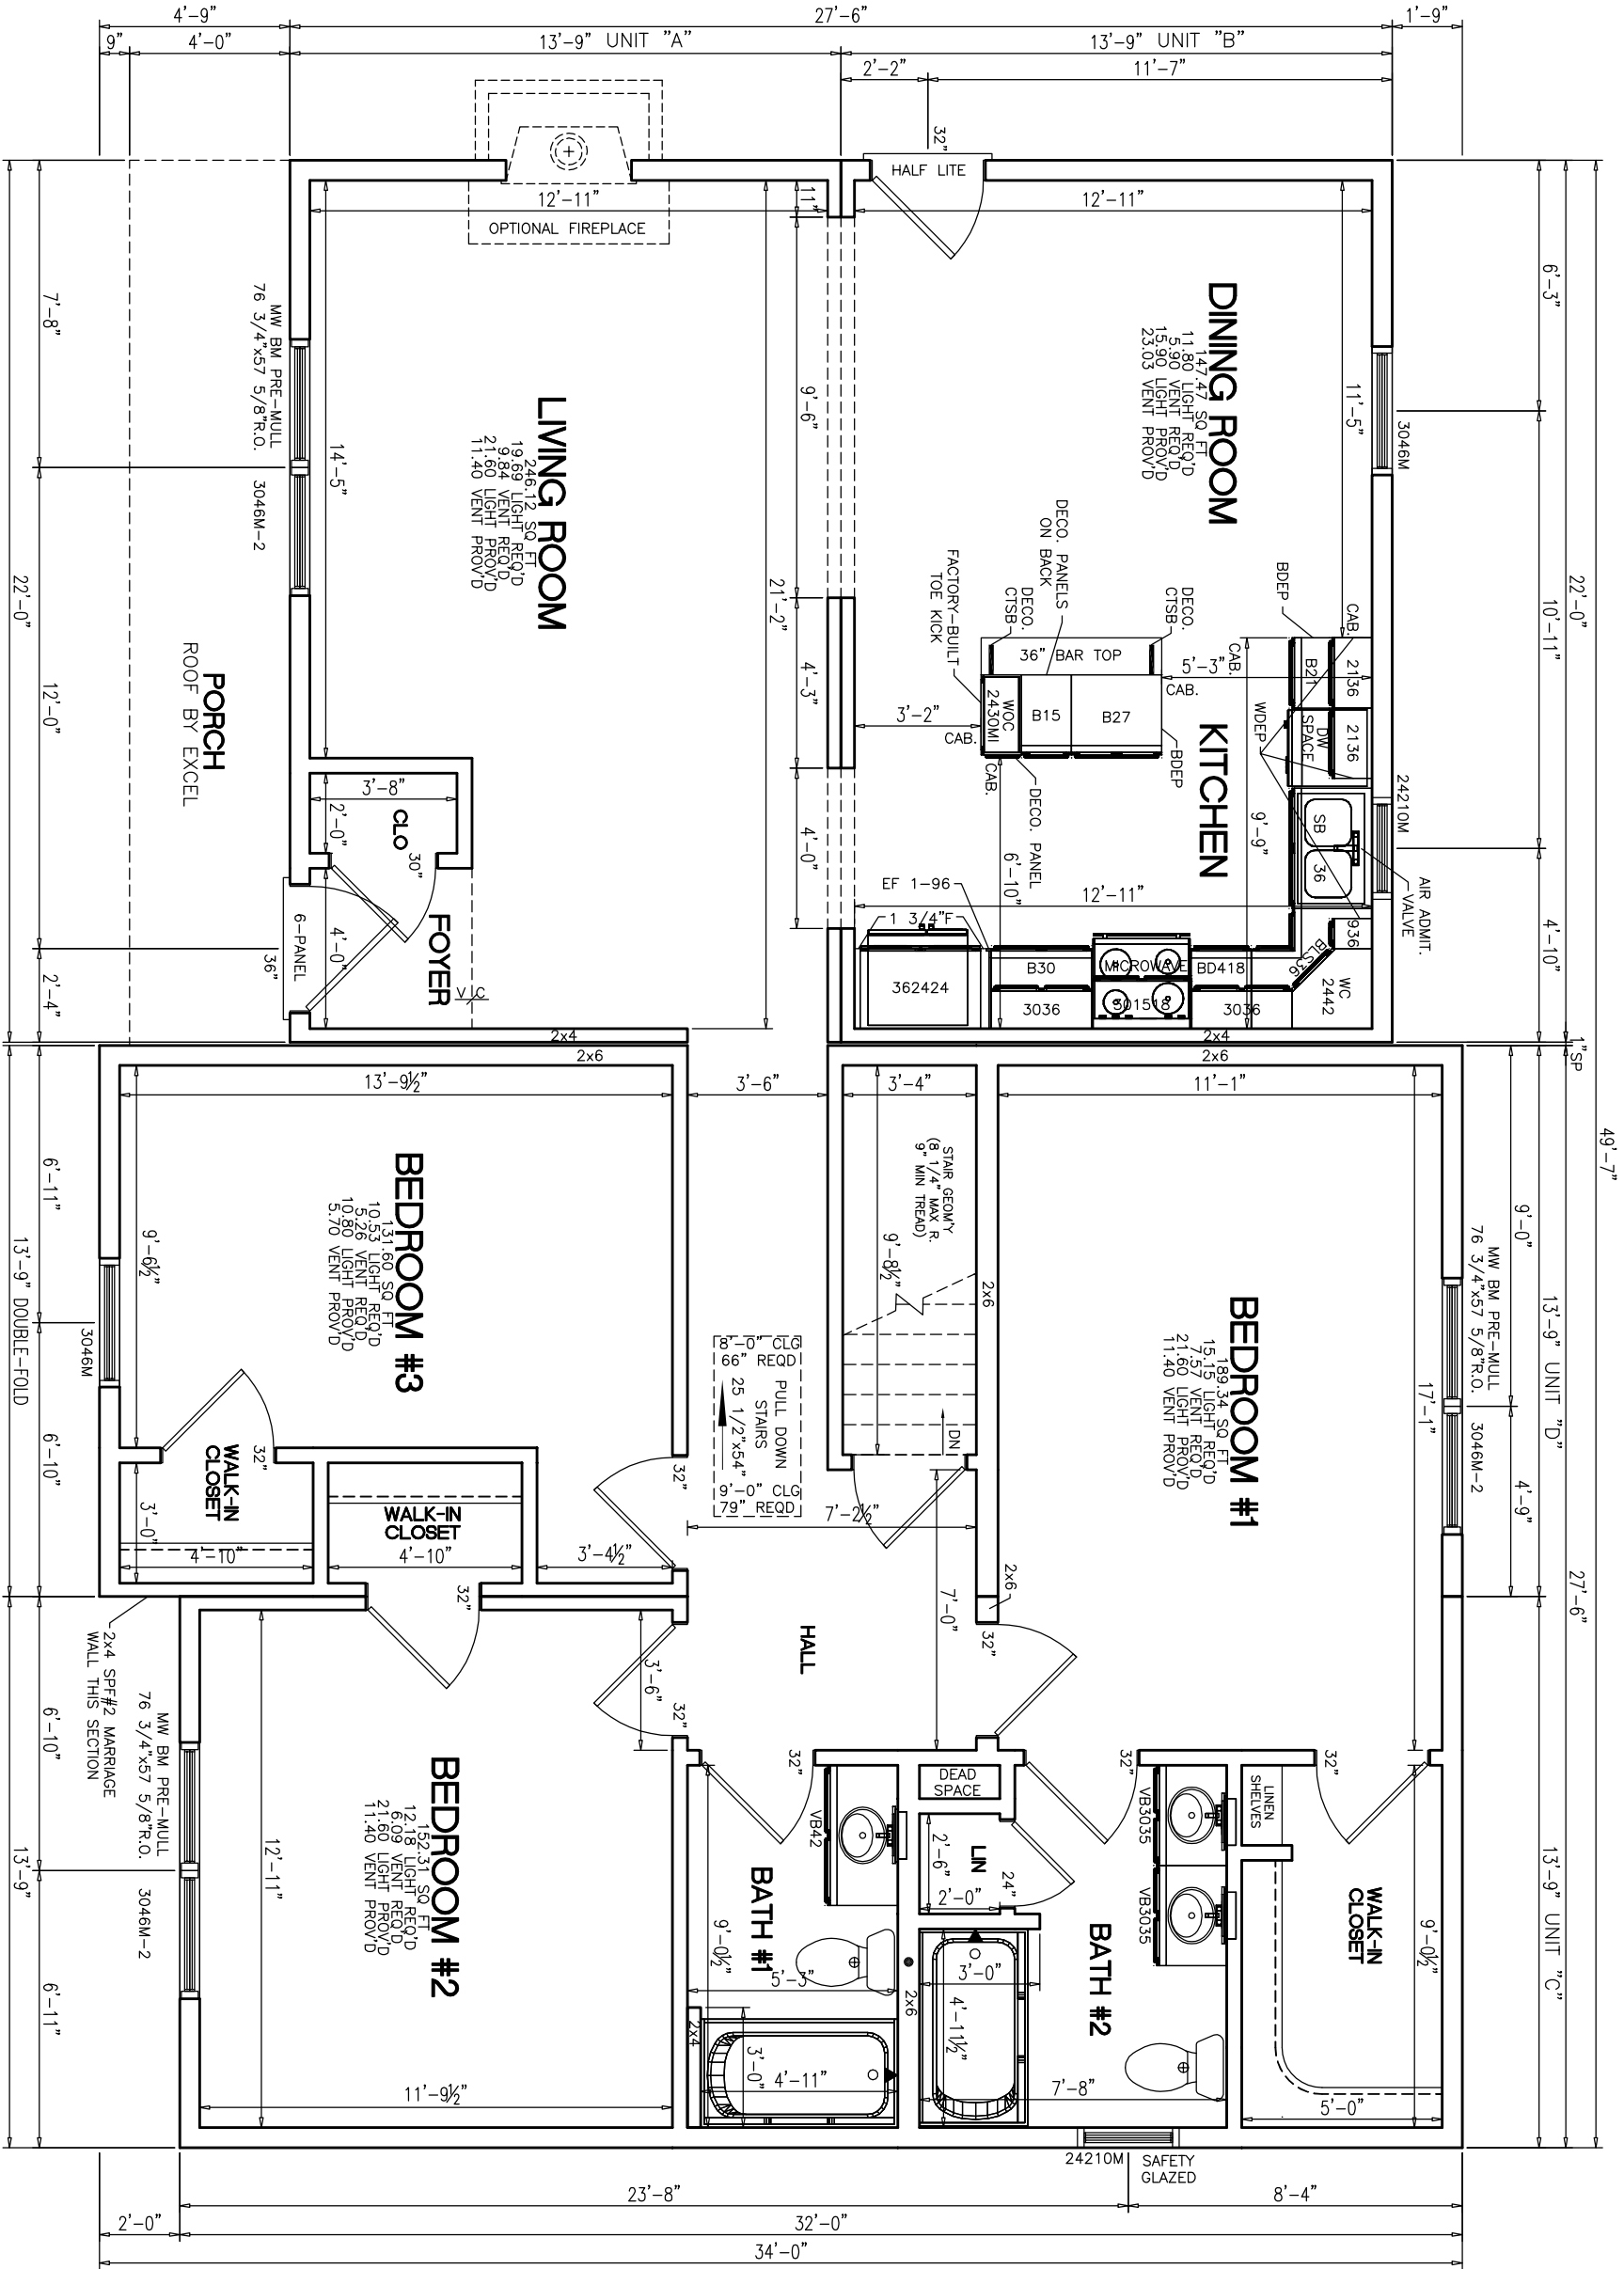 4'-9"
27'-6"
1'-9"
9"
4'-0"
13'-9" UNIT "A"
13'-9" UNIT "B"
2'-2"
11'-7"
32"
HALF LITE
12'-11"
OPTIONAL FIREPLACE
11"
12'-11"
7'-8"
MW BM PRE-MULL
76 3/4"x57 5/8"R.O.
3046M-2
14'-5"
LIVING ROOM
246.12 SQ FT
19.69 LIGHT REQ'D
9.84 VENT REQ'D
21.60 LIGHT PROV'D
11.40 VENT PROV'D
21'-2"
9'-6"
4'-3"
4'-0"
DINING ROOM
147.47 SQ FT
11.80 LIGHT REQ'D
5.90 VENT REQ'D
15.90 LIGHT PROV'D
23.03 VENT PROV'D
11'-5"
3046M
6'-3"
10'-11"
22'-0"
4'-10"
1" SP
49'-7"
DECO. PANELS
ON BACK
FACTORY-BUILT
TOE KICK
DECO.
CTSB
DECO.
CTSB
BDEP
CAB.
36" BAR TOP
5'-3"
CAB.
CAB.
B21
2136
WOC
2430MI
B15
B27
3'-2"
CAB.
CAB.
BDEP
WDEP
DW
SPACE
2136
24210M
KITCHEN
9'-9"
SB
36
AIR ADMIT.
VALVE
DECO. PANEL
6'-10"
12'-11"
EF 1-96
1 3/4"F
936
BLS36
WC
2442
362424
B30
3036
MICROWAVE
301518
BD418
3036
2x4
22'-0"
12'-0"
2'-4"
PORCH
ROOF BY EXCEL
3'-8"
2'-0"
CLO
30"
6-PANEL
36"
4'-0"
FOYER
V C
2x4
2x6
2x6
13'-9½"
3'-6"
3'-4"
11'-1"
6'-11"
13'-9" DOUBLE-FOLD
6'-10"
9'-6½"
BEDROOM #3
131.60 SQ FT
10.53 LIGHT REQ'D
5.26 VENT REQ'D
10.80 LIGHT PROV'D
5.70 VENT PROV'D
3046M
STAIR GEOM'Y
(8 1/4" MAX R.
9" MIN TREAD)
9'-8½"
2x6
DN
8'-0" CLG
66" REQD
PULL DOWN
STAIRS
25 1/2"x54"
9'-0" CLG
79" REQD
7'-2½"
BEDROOM #1
189.34 SQ FT
15.15 LIGHT REQ'D
7.57 VENT REQ'D
21.60 LIGHT PROV'D
11.40 VENT PROV'D
17'-1"
MW BM PRE-MULL
76 3/4"x57 5/8"R.O.
3046M-2
9'-0"
4'-9"
13'-9" UNIT "D"
27'-6"
WALK-IN
CLOSET
32"
3'-0"
4'-10"
WALK-IN
CLOSET
4'-10"
32"
3'-4½"
32"
2x6
7'-0"
32"
HALL
3'-6"
32"
2x4 SPF#2 MARRIAGE
WALL THIS SECTION
MW BM PRE-MULL
76 3/4"x57 5/8"R.O.
3046M-2
6'-10"
6'-11"
13'-9"
BEDROOM #2
152.31 SQ FT
12.18 LIGHT REQ'D
6.09 VENT REQ'D
21.60 LIGHT PROV'D
11.40 VENT PROV'D
12'-11"
11'-9½"
32"
VB42
BATH #1
9'-0½"
5'-3"
2x4
3'-0"
4'-11"
2x6
DEAD
SPACE
2'-6"
LIN
2'-0"
24"
32"
VB3035
VB3035
BATH #2
3'-0"
4'-11½"
7'-8"
LINEN
SHELVES
32"
WALK-IN
CLOSET
9'-0½"
5'-0"
13'-9" UNIT "C"
24210M
SAFETY
GLAZED
23'-8"
8'-4"
2'-0"
32'-0"
34'-0"